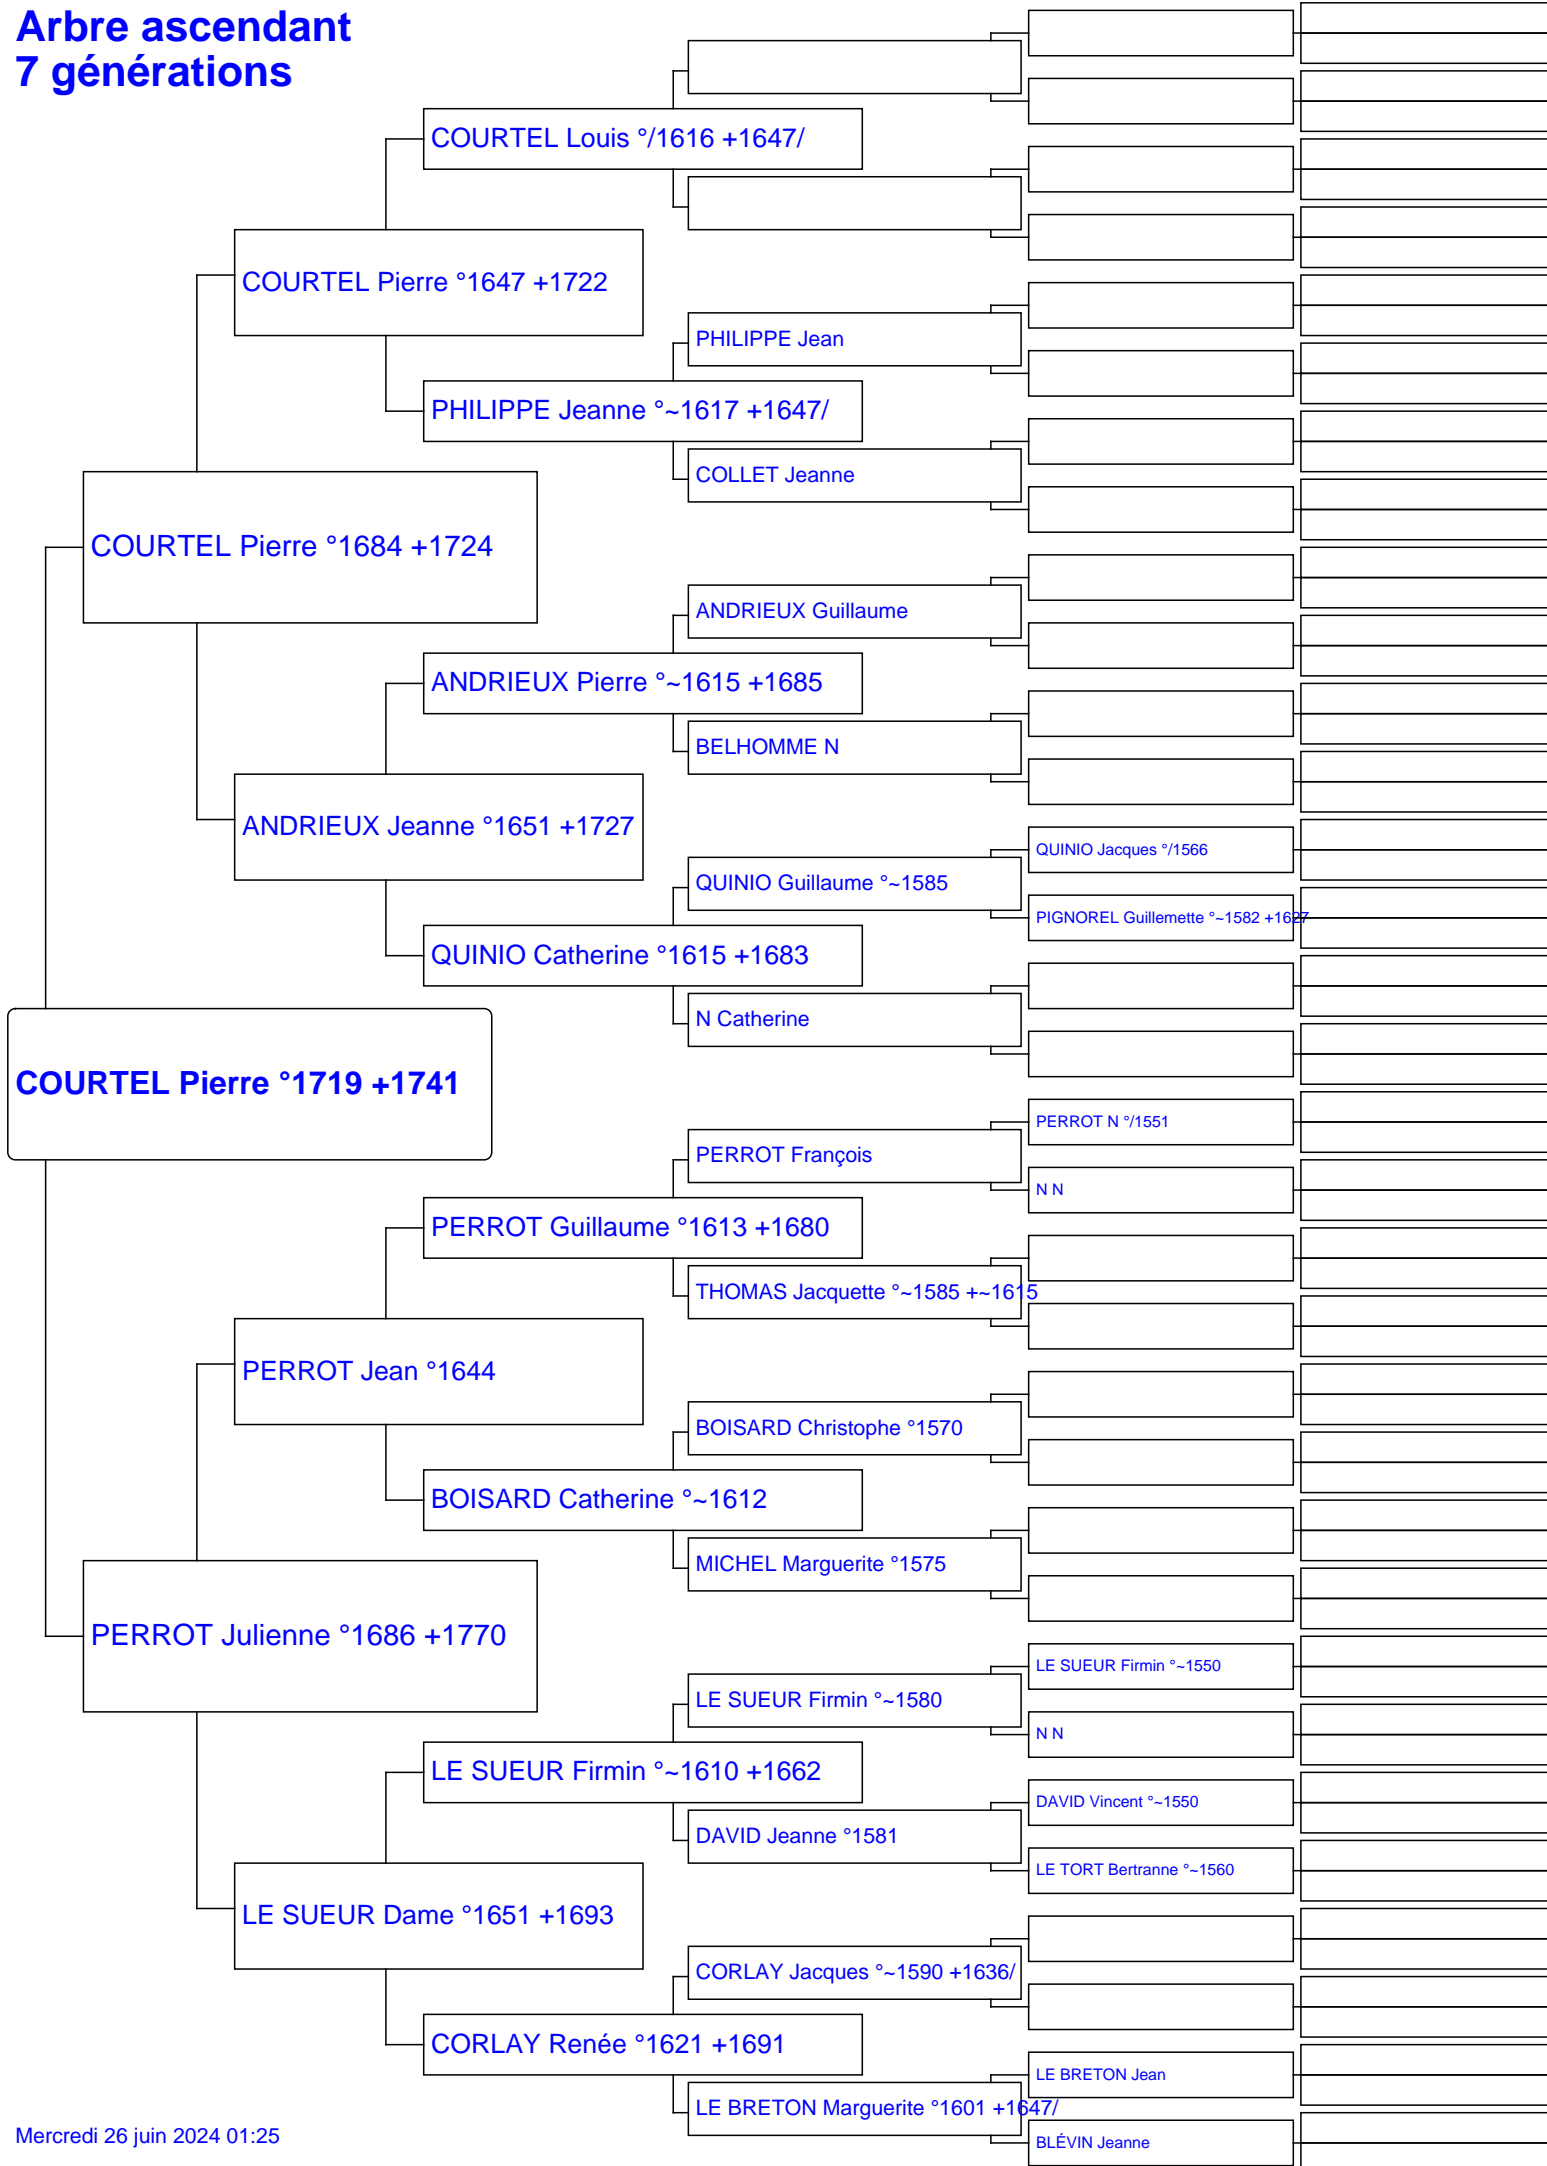 Arbre ascendant
7 générations
COURTEL Louis °/1616 +1647/
COURTEL Pierre °1647 +1722
PHILIPPE Jean
PHILIPPE Jeanne °~1617 +1647/
COLLET Jeanne
COURTEL Pierre °1684 +1724
ANDRIEUX Guillaume
ANDRIEUX Pierre °~1615 +1685
BELHOMME N
ANDRIEUX Jeanne °1651 +1727
QUINIO Jacques °/1566
QUINIO Guillaume °~1585
PIGNOREL Guillemette °~1582 +1627
QUINIO Catherine °1615 +1683
N Catherine
COURTEL Pierre °1719 +1741
PERROT N °/1551
PERROT François
N N
PERROT Guillaume °1613 +1680
THOMAS Jacquette °~1585 +~1615
PERROT Jean °1644
BOISARD Christophe °1570
BOISARD Catherine °~1612
MICHEL Marguerite °1575
PERROT Julienne °1686 +1770
LE SUEUR Firmin °~1550
LE SUEUR Firmin °~1580
N N
LE SUEUR Firmin °~1610 +1662
DAVID Vincent °~1550
DAVID Jeanne °1581
LE TORT Bertranne °~1560
LE SUEUR Dame °1651 +1693
CORLAY Jacques °~1590 +1636/
CORLAY Renée °1621 +1691
LE BRETON Jean
LE BRETON Marguerite °1601 +1647/
BLÉVIN Jeanne
Mercredi 26 juin 2024 01:25